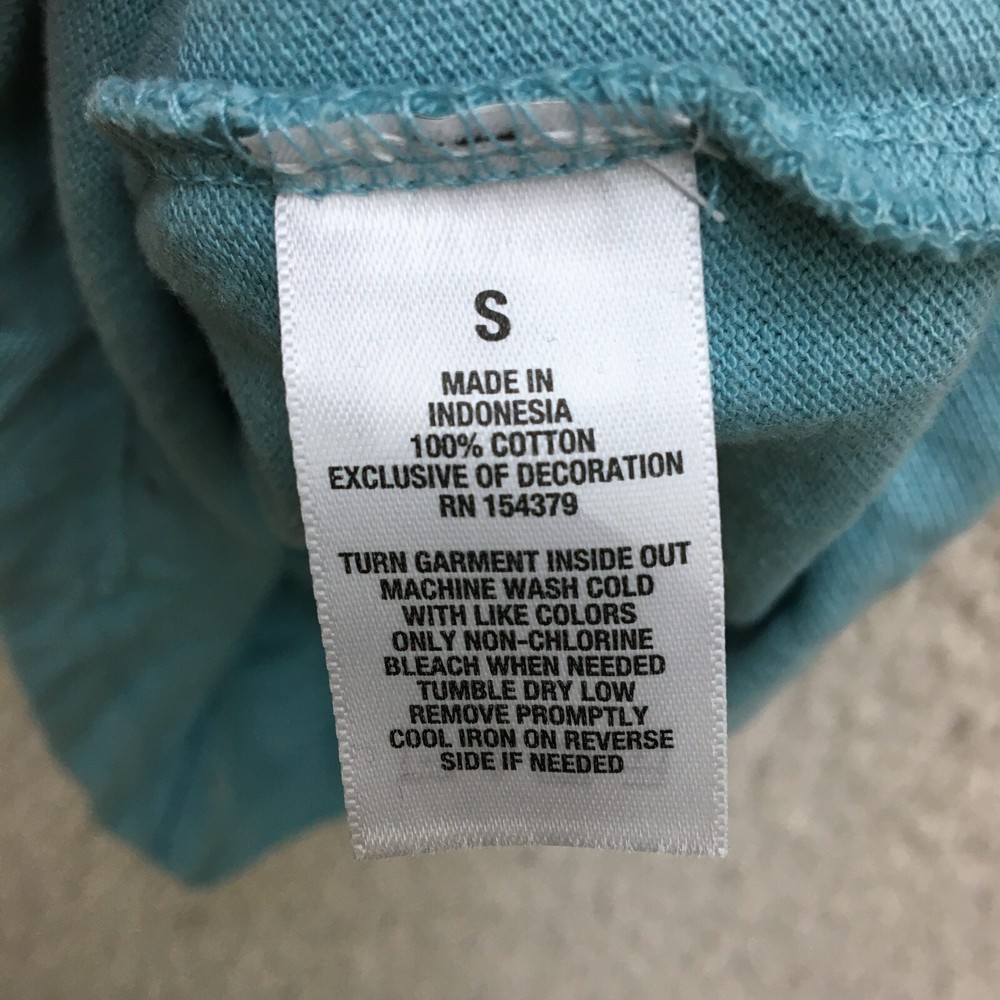 S
MADE IN
INDONESIA
100% COTTON
EXCLUSIVE OF DECORATION
RN 154379
TURN GARMENT INSIDE OUT
MACHINE WASH COLD
WITH LIKE COLORS
ONLY NON-CHLORINE
BLEACH WHEN NEEDED
TUMBLE DRY LOW
REMOVE PROMPTLY
COOL IRON ON REVERSE
SIDE IF NEEDED